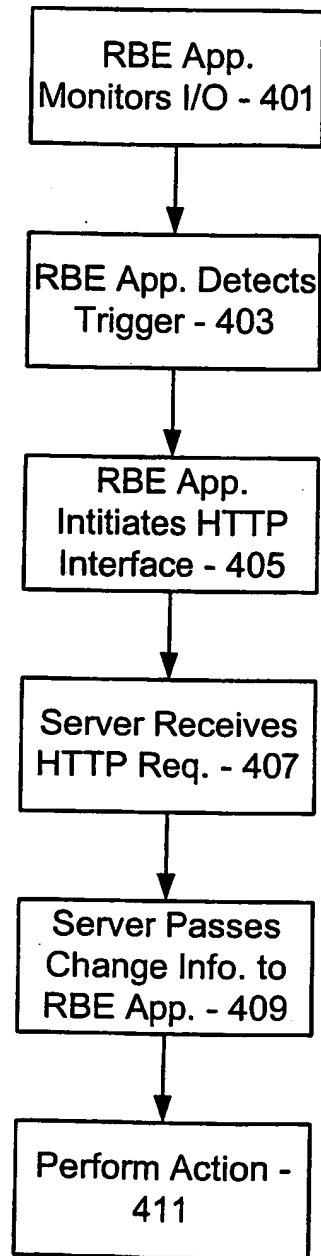 RBE App.
Monitors I/O - 401
RBE App. Detects
Trigger - 403
RBE App.
Intitiates HTTP
Interface - 405
Server Receives
HTTP Req. - 407
Server Passes
Change Info. to
RBE App. - 409
Perform Action -
411